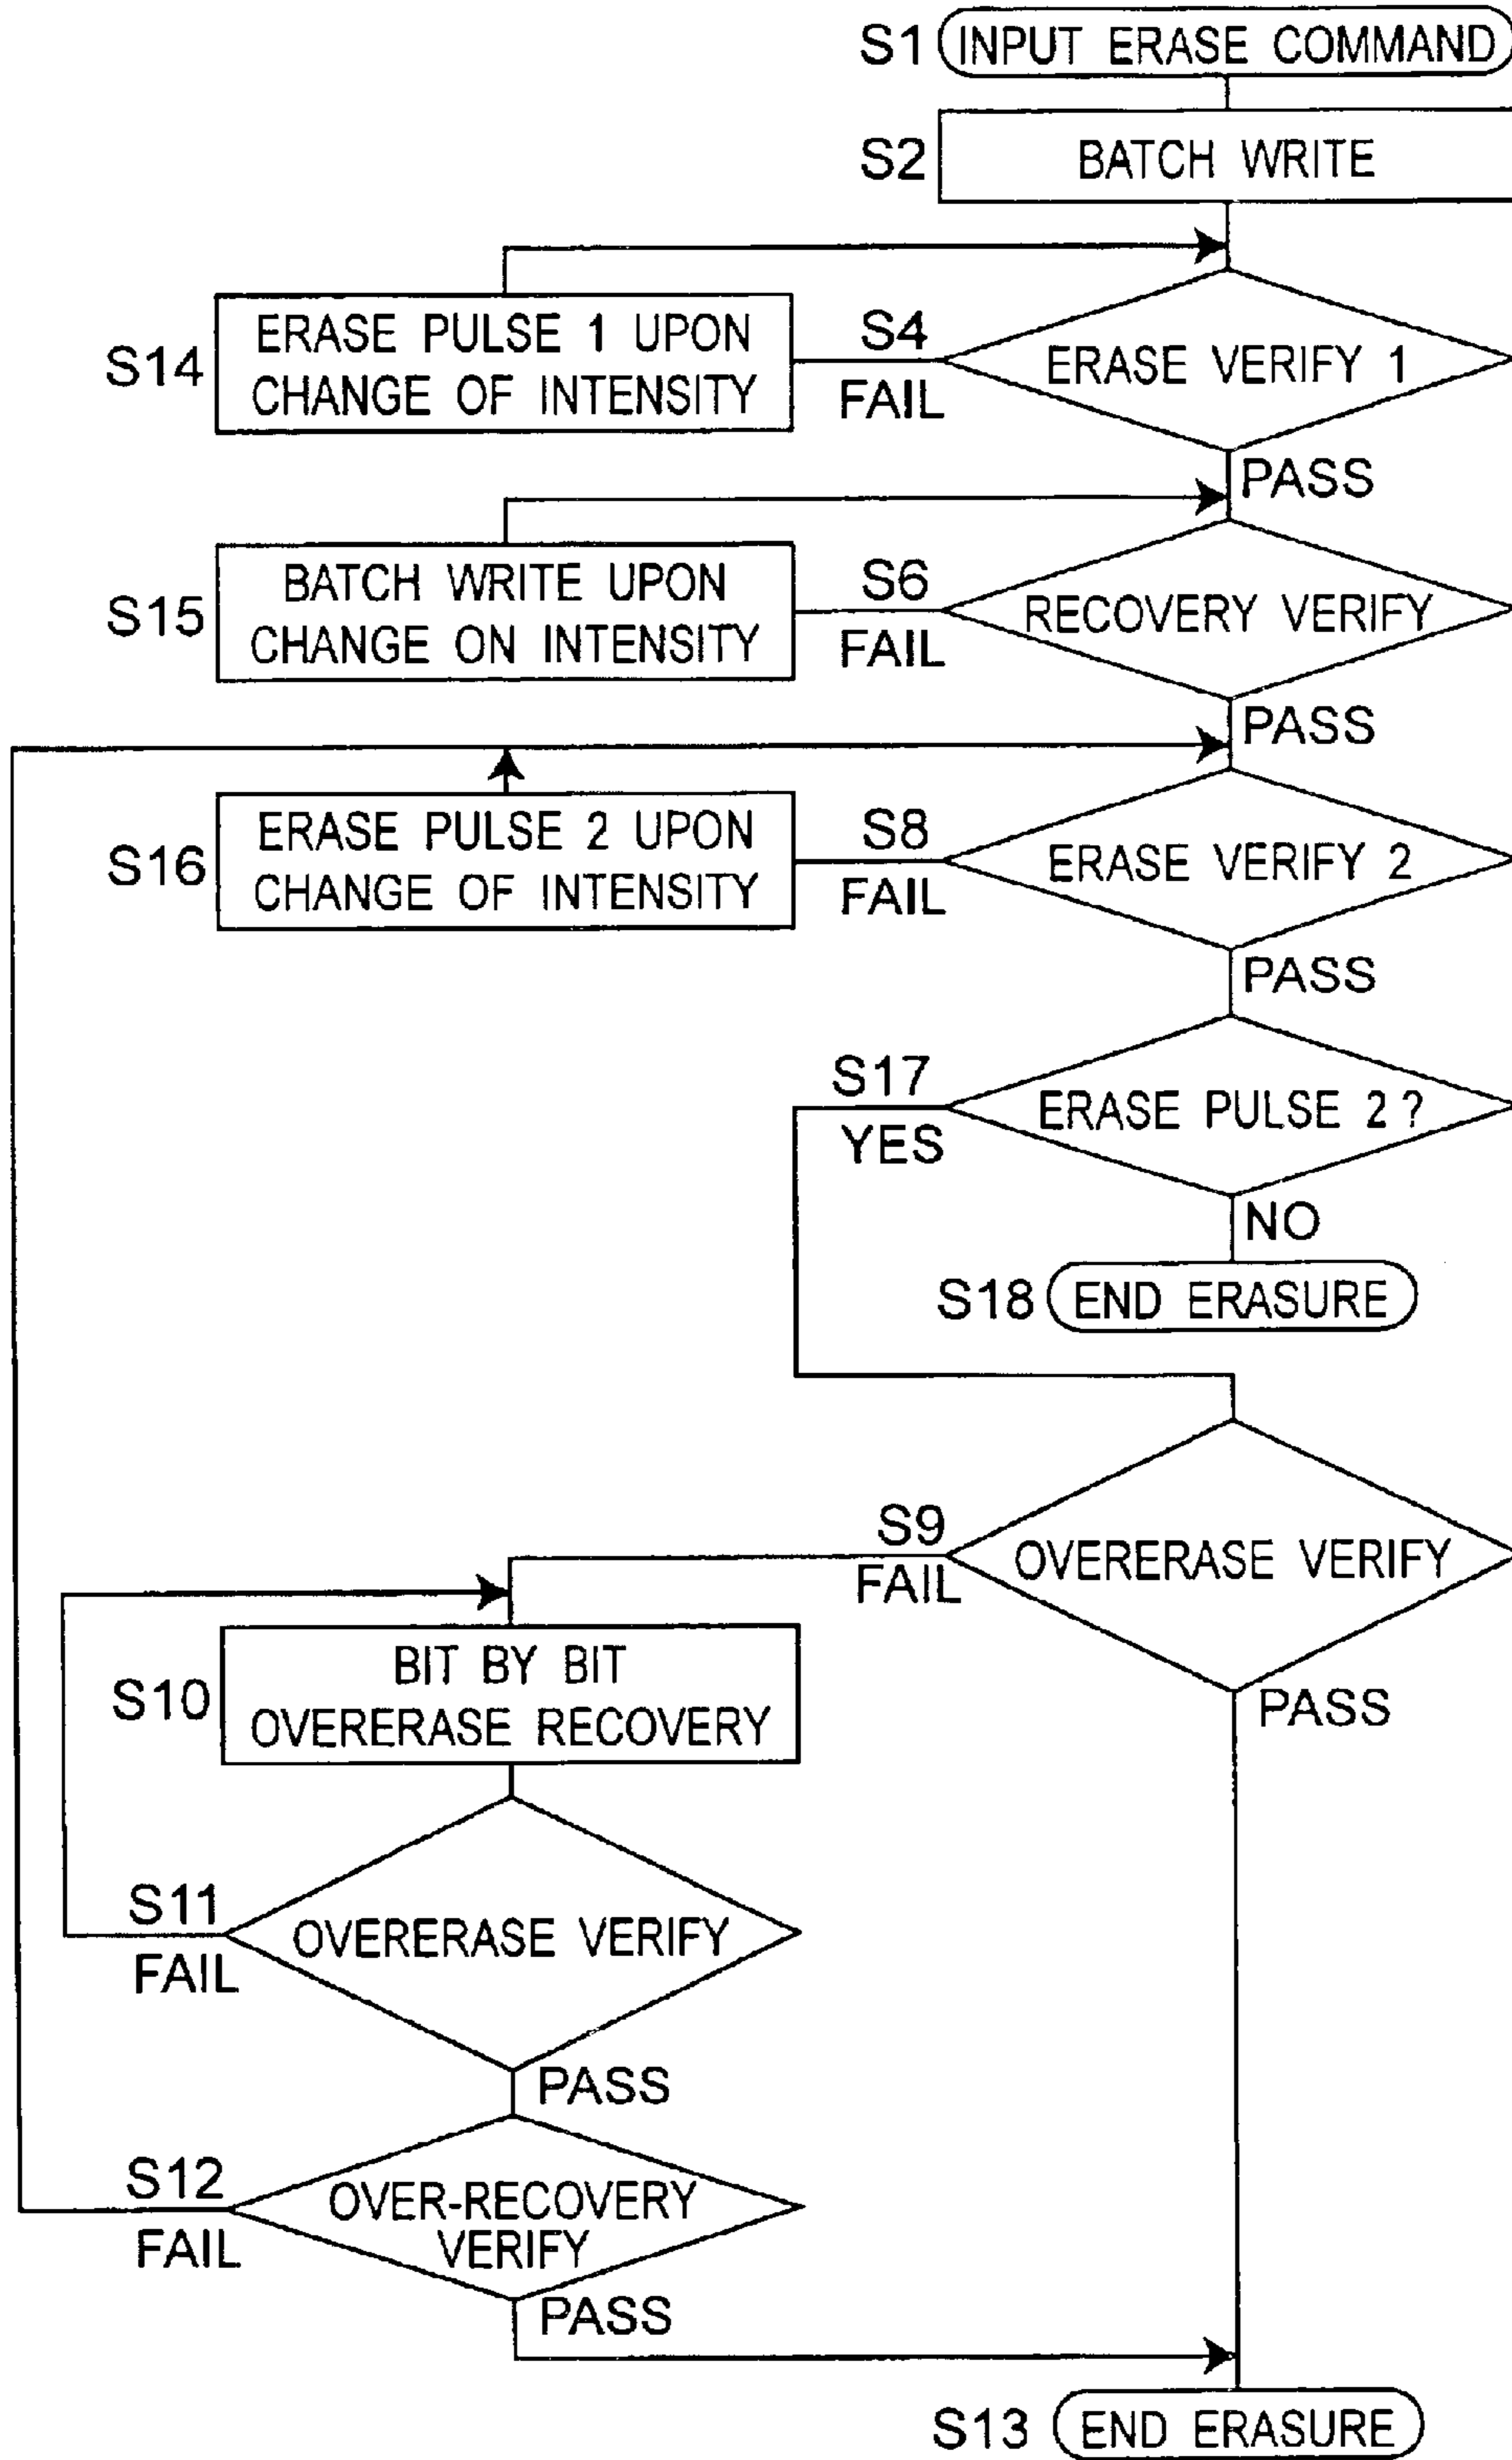 S1 INPUT ERASE COMMAND
S2 BATCH WRITE
S14 ERASE PULSE 1 UPON
CHANGE OF INTENSITY
S4
FAIL
ERASE VERIFY 1
PASS
S15 BATCH WRITE UPON
CHANGE ON INTENSITY
S6
FAIL
RECOVERY VERIFY
PASS
S16 ERASE PULSE 2 UPON
CHANGE OF INTENSITY
S8
FAIL
ERASE VERIFY 2
PASS
S17
YES
ERASE PULSE 2 ?
NO
S18 END ERASURE
S9
FAIL
OVERERASE VERIFY
PASS
S10 BIT BY BIT
OVERERASE RECOVERY
S11
FAIL
OVERERASE VERIFY
PASS
S12
FAIL
OVER-RECOVERY
VERIFY
PASS
S13 END ERASURE